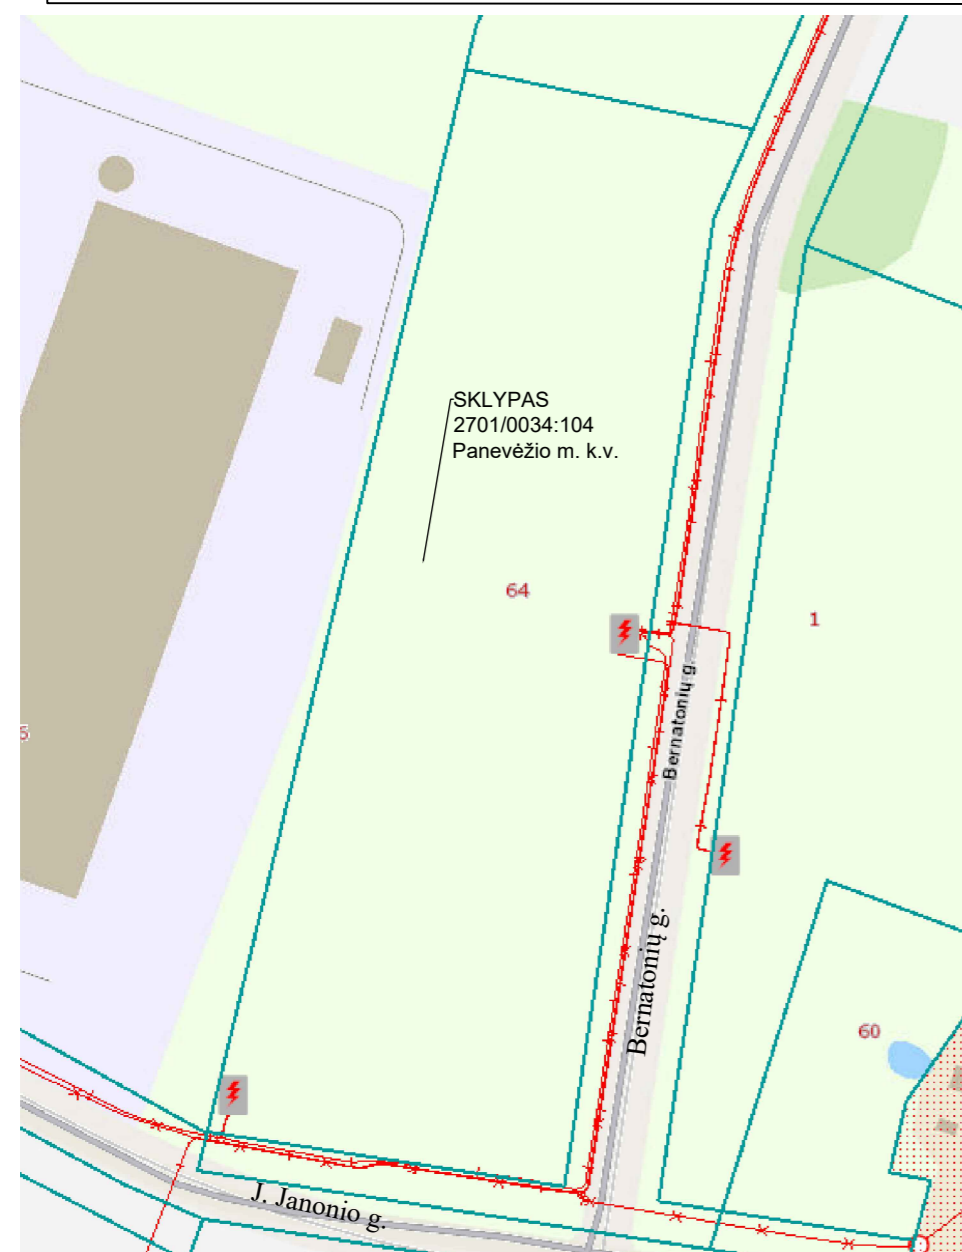 SKLYPAS
2701/0034:104
Panevėžio m. k.v.
64
1
Bernatonių g.
Bernatonių g.
60
J. Janonio g.